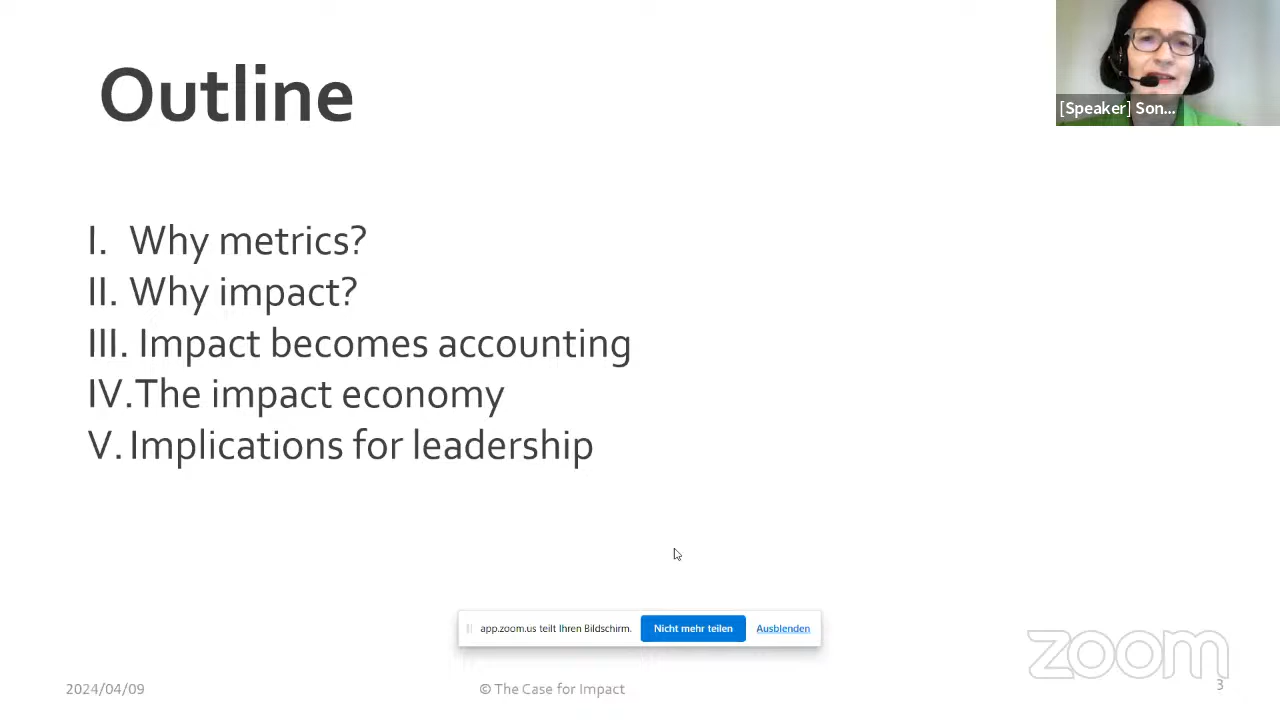 Outline
[Speaker] Son...
I. Why metrics?
II. Why impact?
III. Impact becomes accounting
IV.The impact economy
V. Implications for leadership
app.zoom.us teilt Ihren Bildschirm. Nicht mehr teilen Ausblenden
zoom
2024/04/09 © The Case for Impact 3